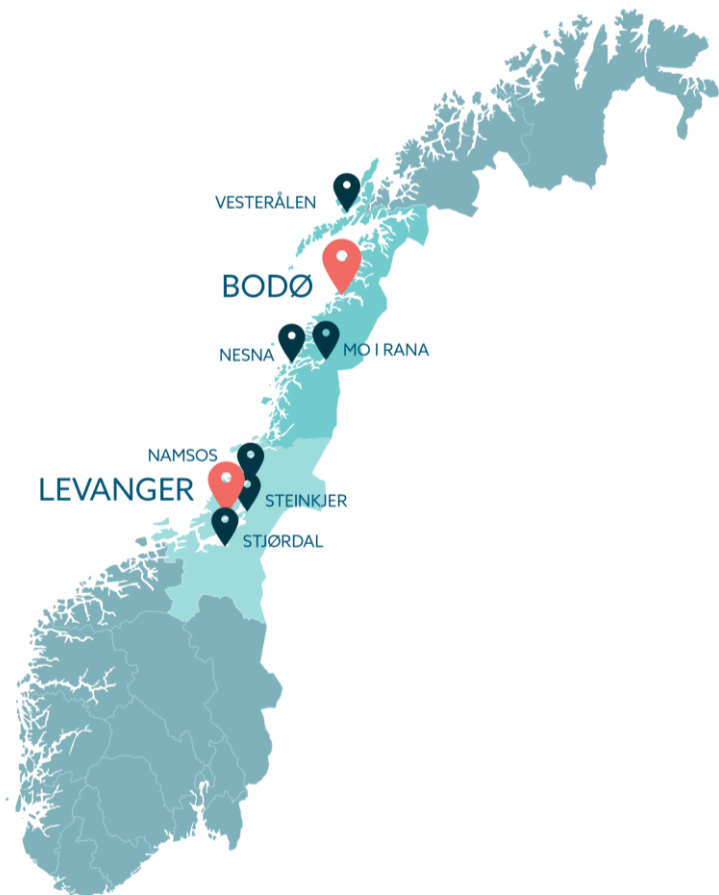 VESTERÅLEN
BODØ
NESNA
MO I RANA
NAMSOS
LEVANGER
STEINKJER
STJØRDAL